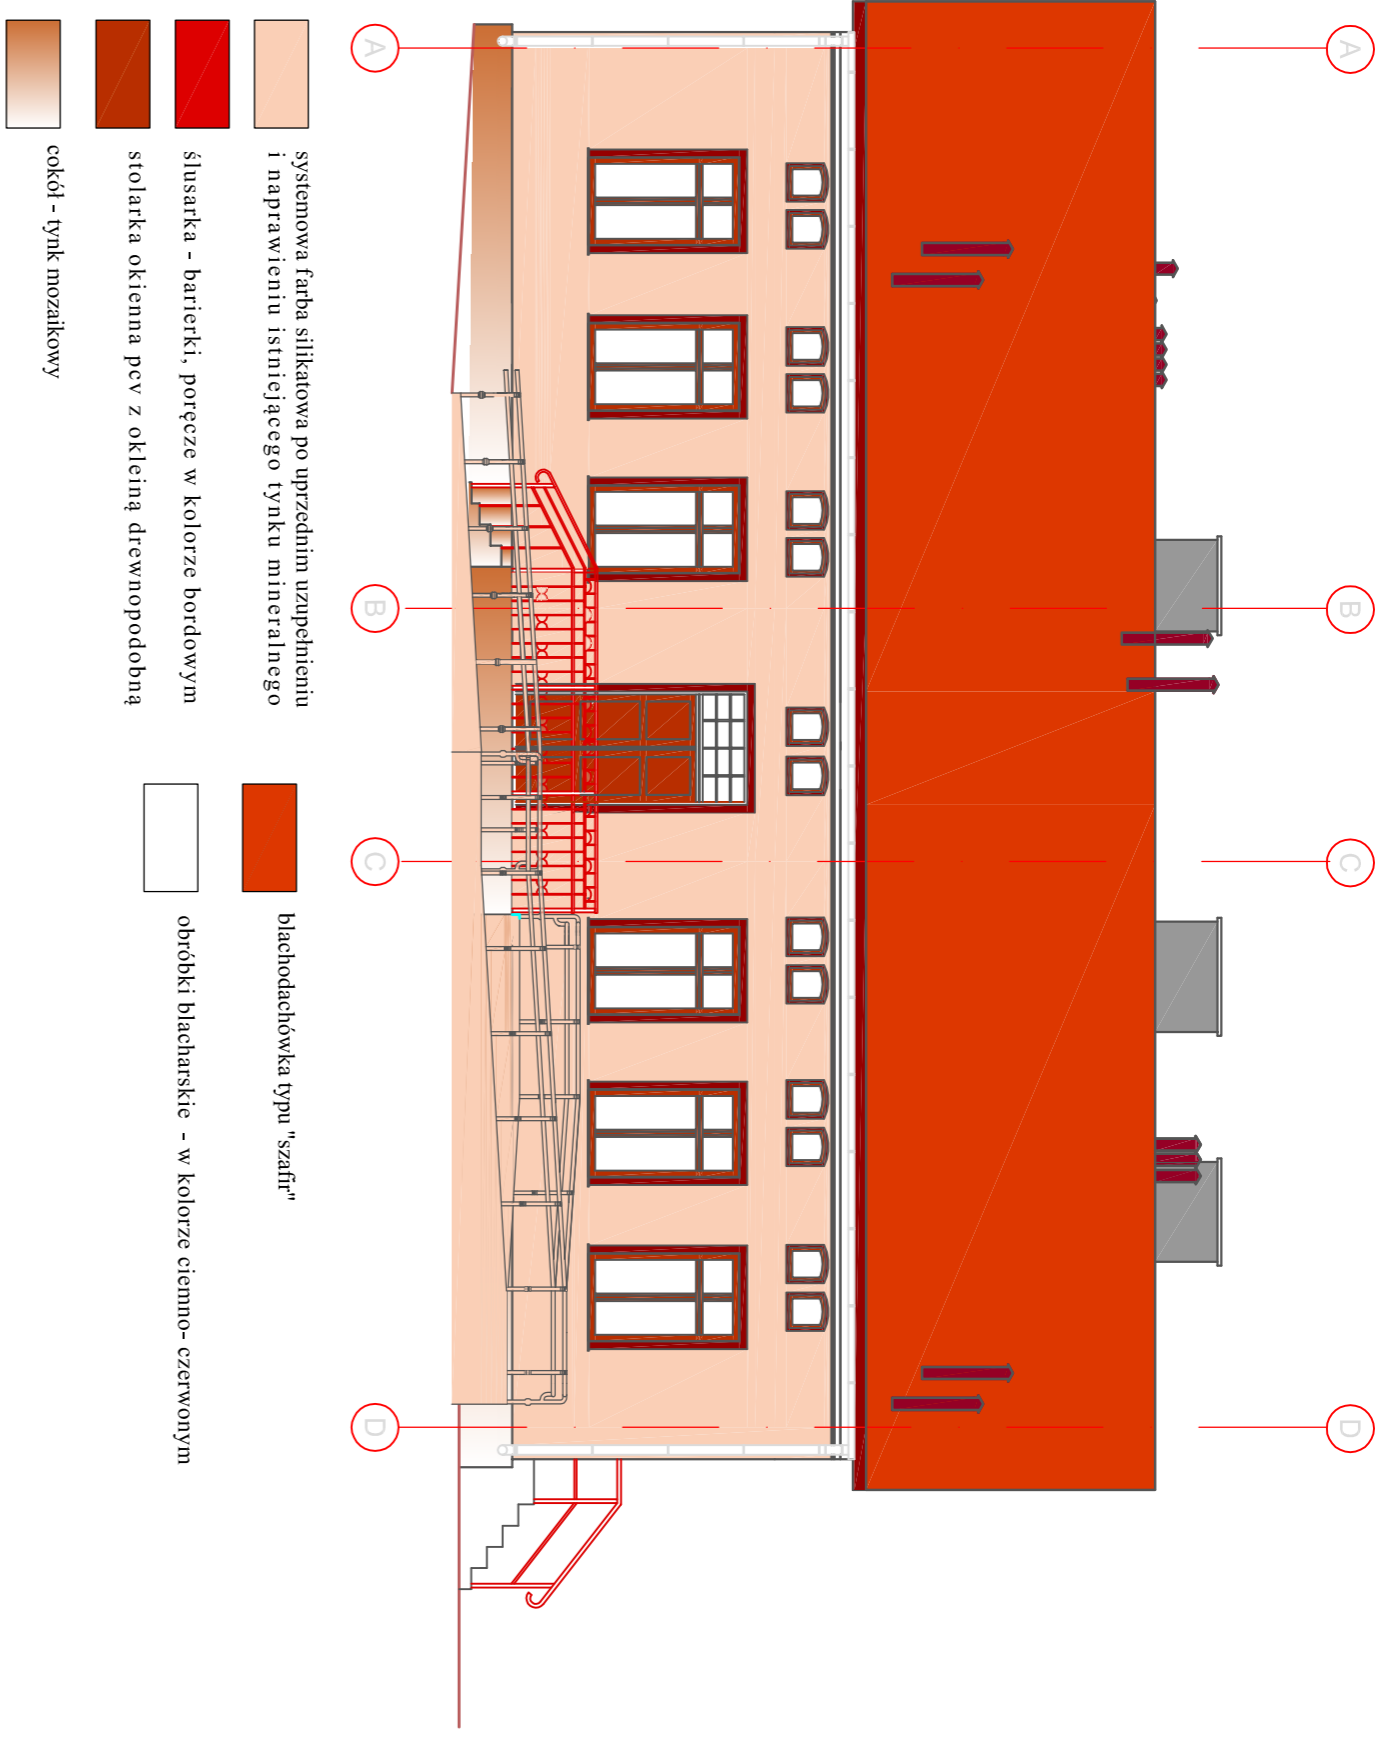 A
B
C
D
A
B
C
D
systemowa farba silikatowa po uprzednim uzupełnieniu
i naprawieniu istniejącego tynku mineralnego
ślusarka - barierki, poręcze w kolorze bordowym
stolarka okienna pcv z okleiną drewnopodobną
cokół - tynk mozaikowy
blachodachówka typu "szafir"
obróbki blacharskie - w kolorze ciemno- czerwonym